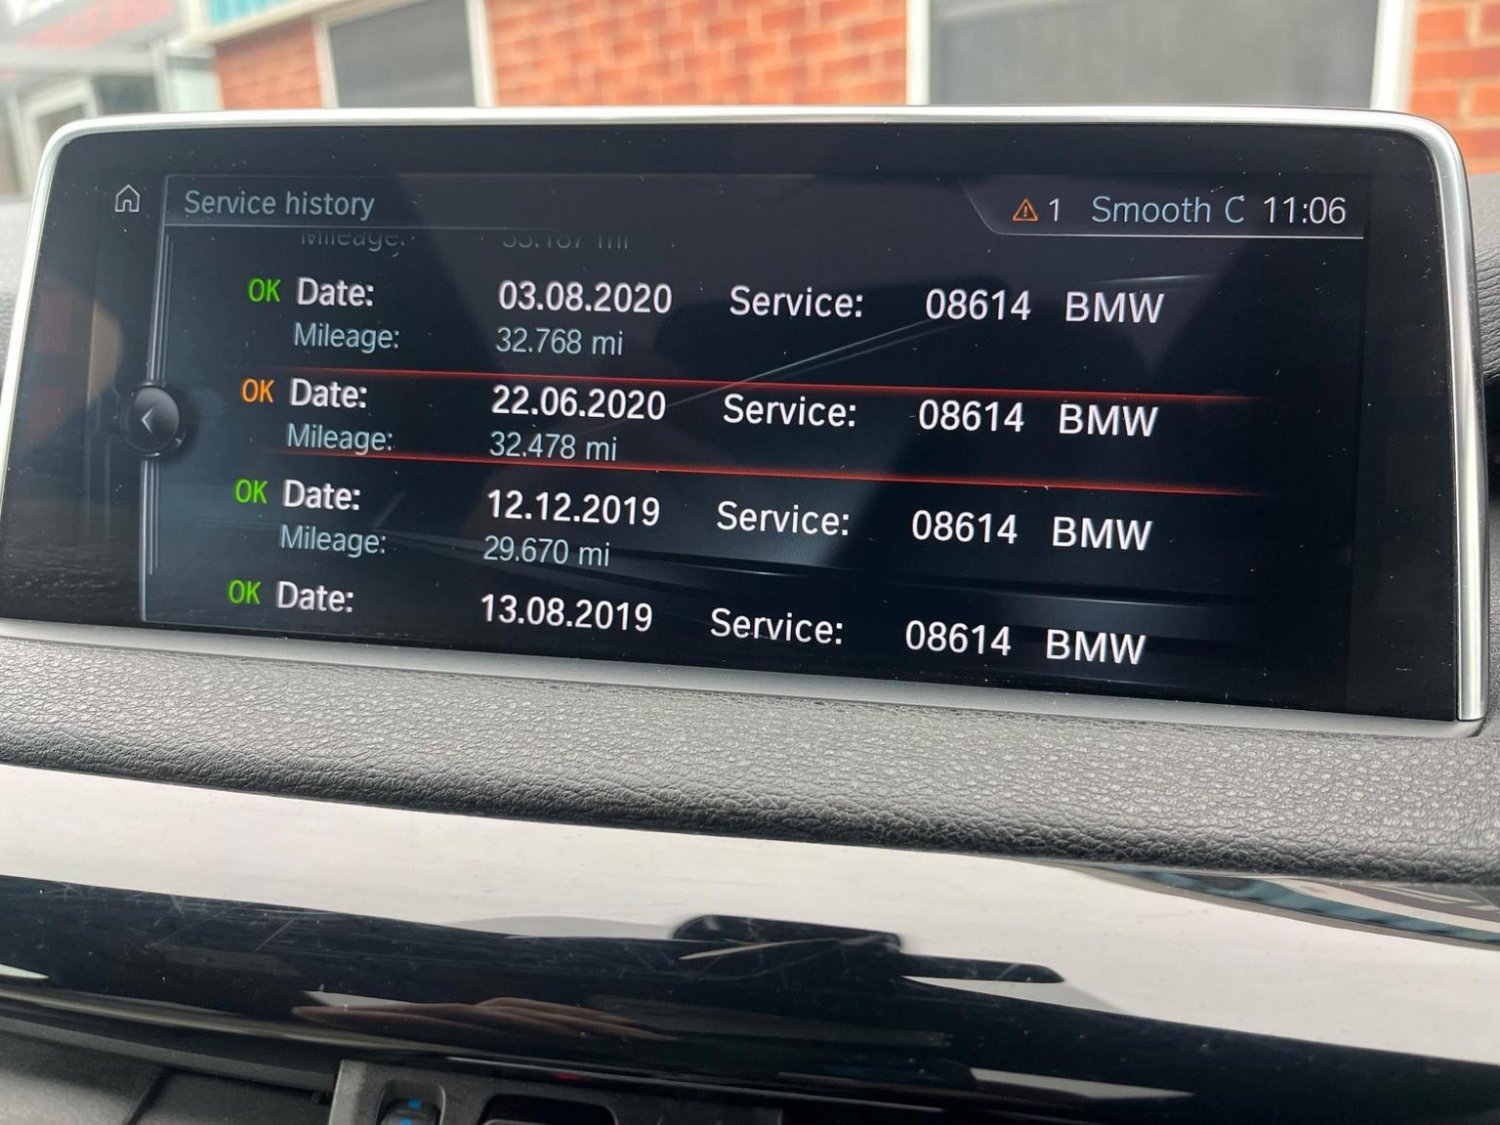 Service history
1 Smooth C 11:06
Mileage:
OK Date: 03.08.2020 Service: 08614 BMW
Mileage: 32.768 mi
OK Date: 22.06.2020 Service: 08614 BMW
Mileage: 32.478 mi
OK Date: 12.12.2019 Service: 08614 BMW
Mileage: 29.670 mi
OK Date: 13.08.2019 Service: 08614 BMW